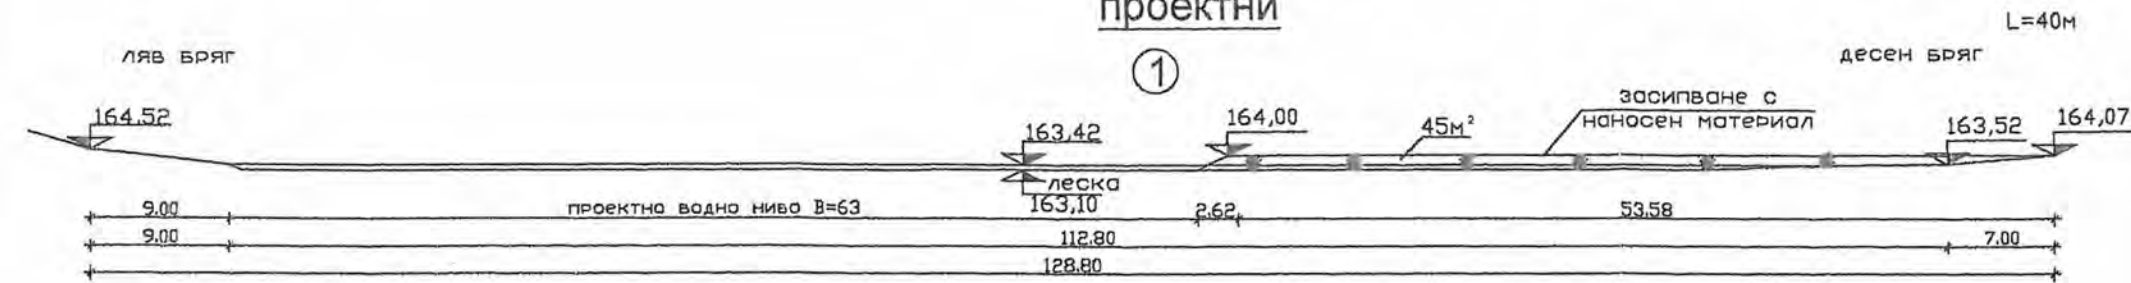 проектни
L=40м
ляв бряг
десен бряг
1
засипване с
наносен материал
164.52
163,42
164,00
45м²
163,52
164,07
леска
163,10
9.00
проектно водно ниво В=63
2.62
53.58
9.00
112.80
7.00
128.80